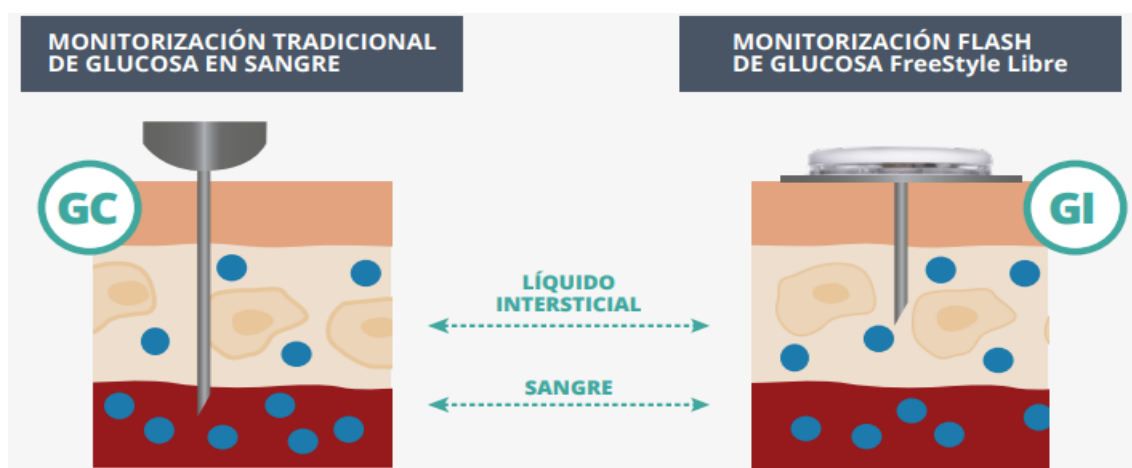 MONITORIZACIÓN TRADICIONAL
DE GLUCOSA EN SANGRE
MONITORIZACIÓN FLASH
DE GLUCOSA FreeStyle Libre
GC
GI
LÍQUIDO
INTERSTICIAL
SANGRE